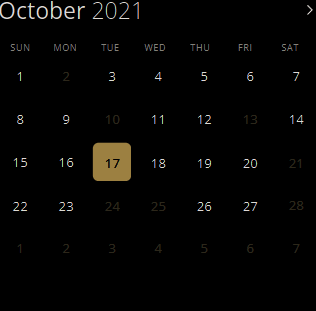 October 2021
SUN MON TUE WED THU FRI SAT
1 2 3 4 5 6 7
8 9 10 11 12 13 14
15 16 17 18 19 20 21
22 23 24 25 26 27 28
1 2 3 4 5 6 7